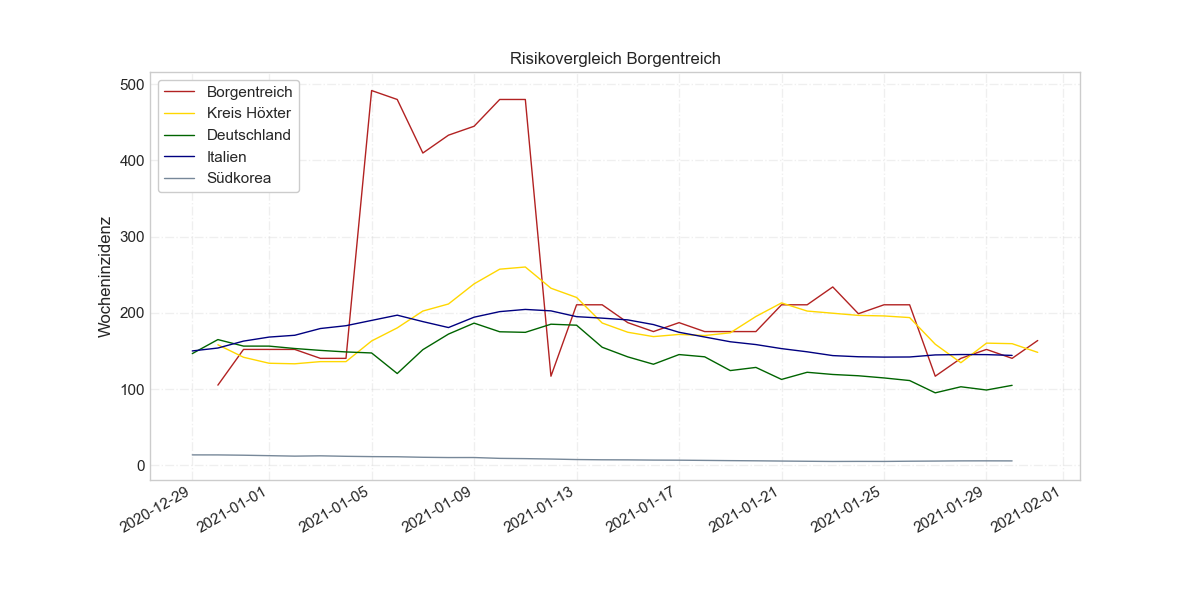 Risikovergleich Borgentreich
Wocheninzidenz
500
400
300
200
100
0
Borgentreich
Kreis Höxter
Deutschland
Italien
Südkorea
2020-12-29
2021-01-01
2021-01-05
2021-01-09
2021-01-13
2021-01-17
2021-01-21
2021-01-25
2021-01-29
2021-02-01